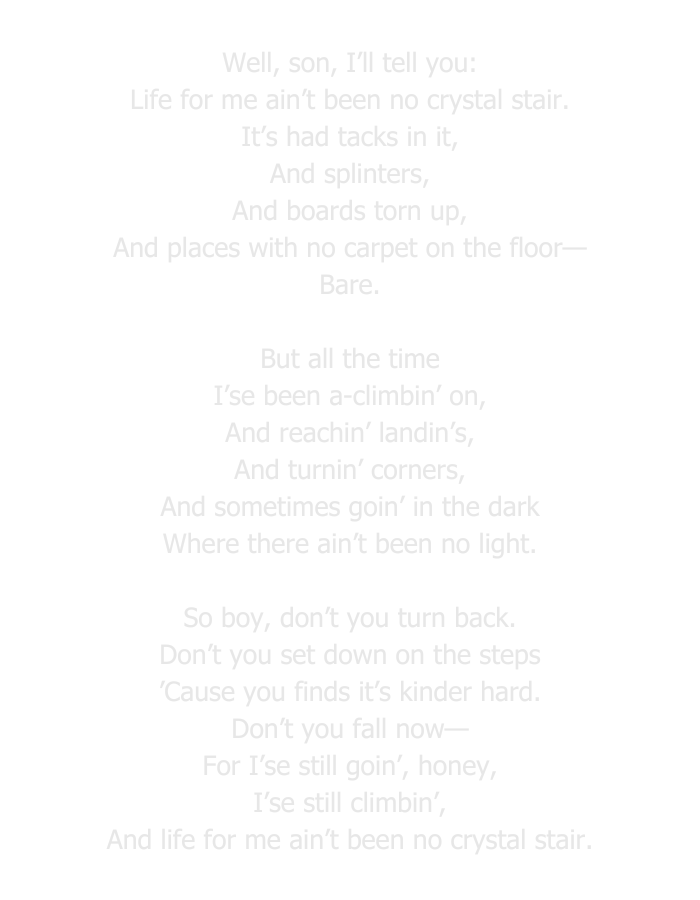 Well, son, I’ll tell you:
Life for me ain’t been no crystal stair.
It’s had tacks in it,
And splinters,
And boards torn up,
And places with no carpet on the floor—
Bare.

But all the time
I’se been a-climbin’ on,
And reachin’ landin’s,
And turnin’ corners,
And sometimes goin’ in the dark
Where there ain’t been no light.

So boy, don’t you turn back.
Don’t you set down on the steps
’Cause you finds it’s kinder hard.
Don’t you fall now—
For I’se still goin’, honey,
I’se still climbin’,
And life for me ain’t been no crystal stair.